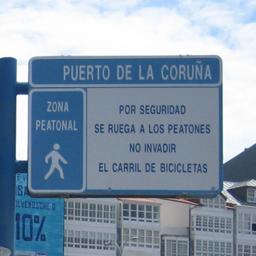 PUERTO DE LA CORUÑA
ZONA
PEATONAL
POR SEGURIDAD
SE RUEGA A LOS PEATONES
NO INVADIR
EL CARRIL DE BICICLETAS
10%